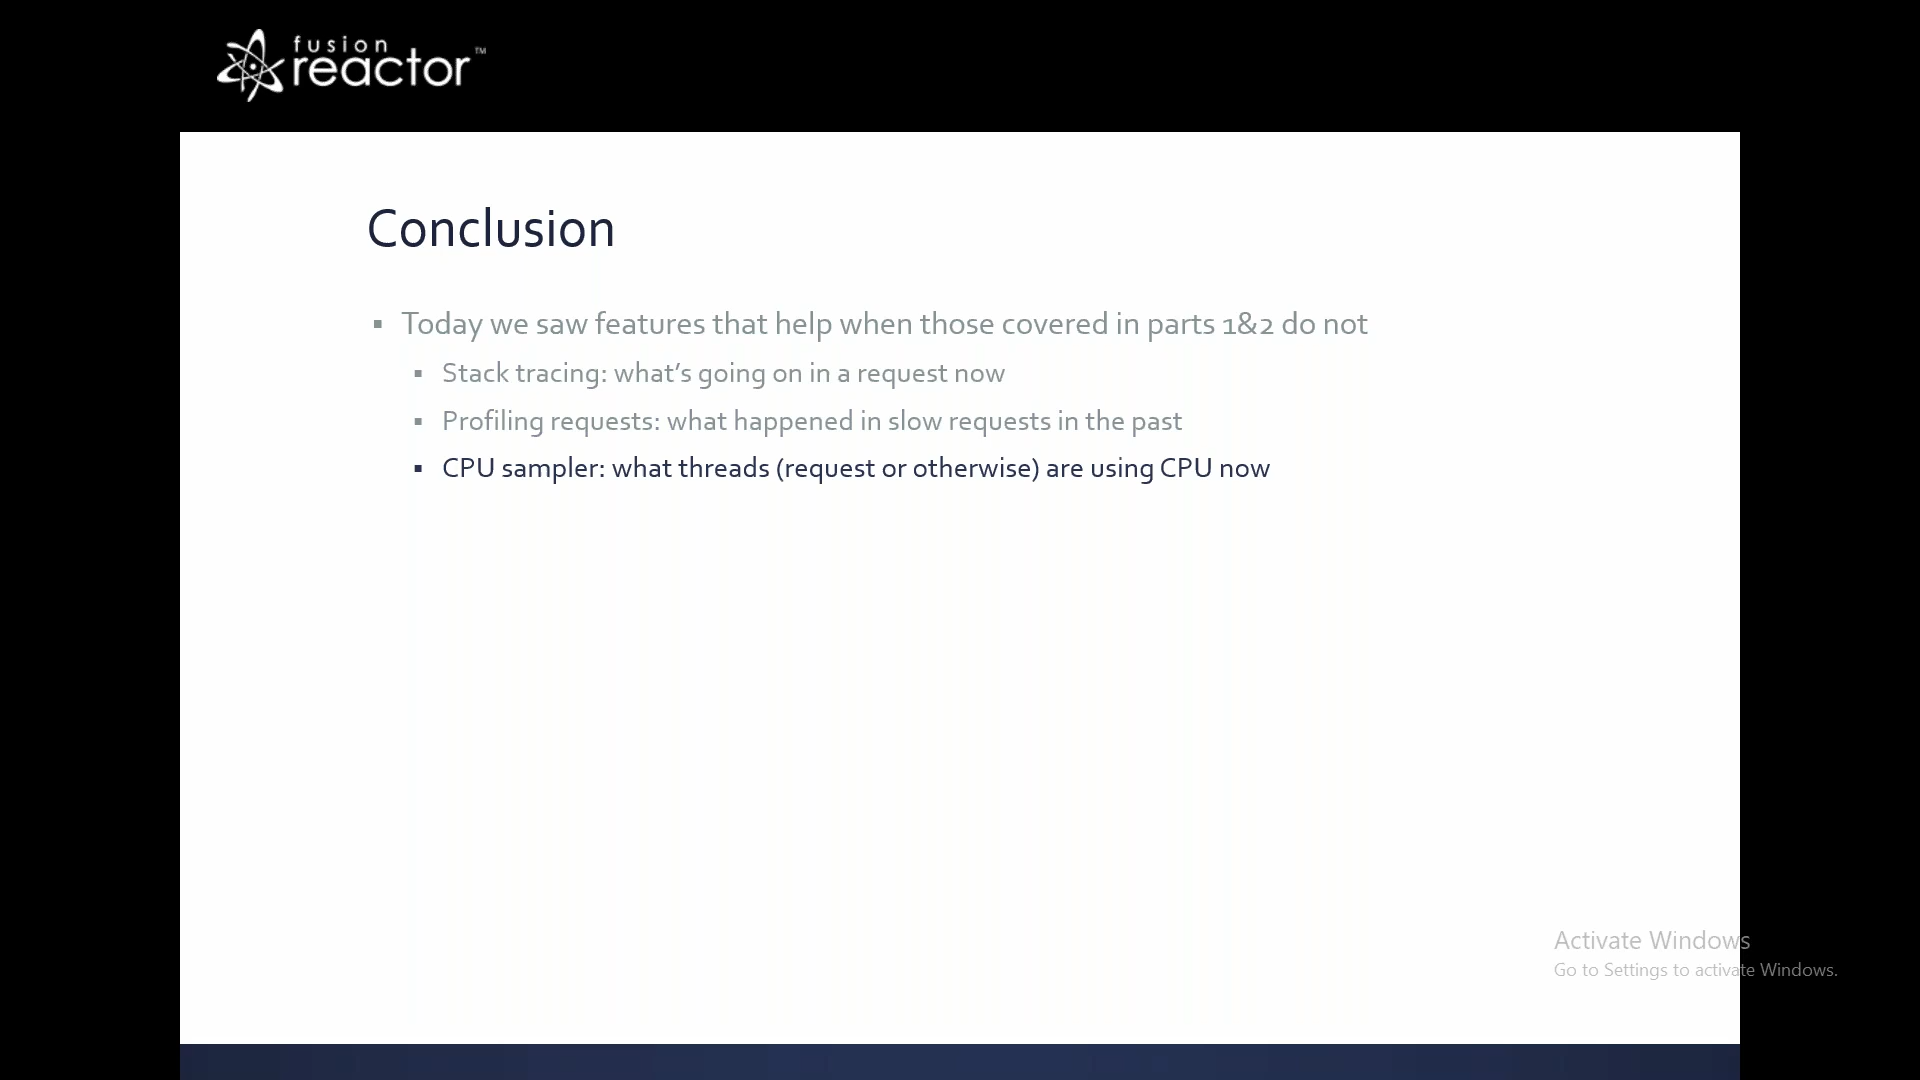 fusion
reactor™
Conclusion
▪ Today we saw features that help when those covered in parts 1&2 do not
▪ Stack tracing: what’s going on in a request now
▪ Profiling requests: what happened in slow requests in the past
▪ CPU sampler: what threads (request or otherwise) are using CPU now
Activate Windows
Go to Settings to activate Windows.